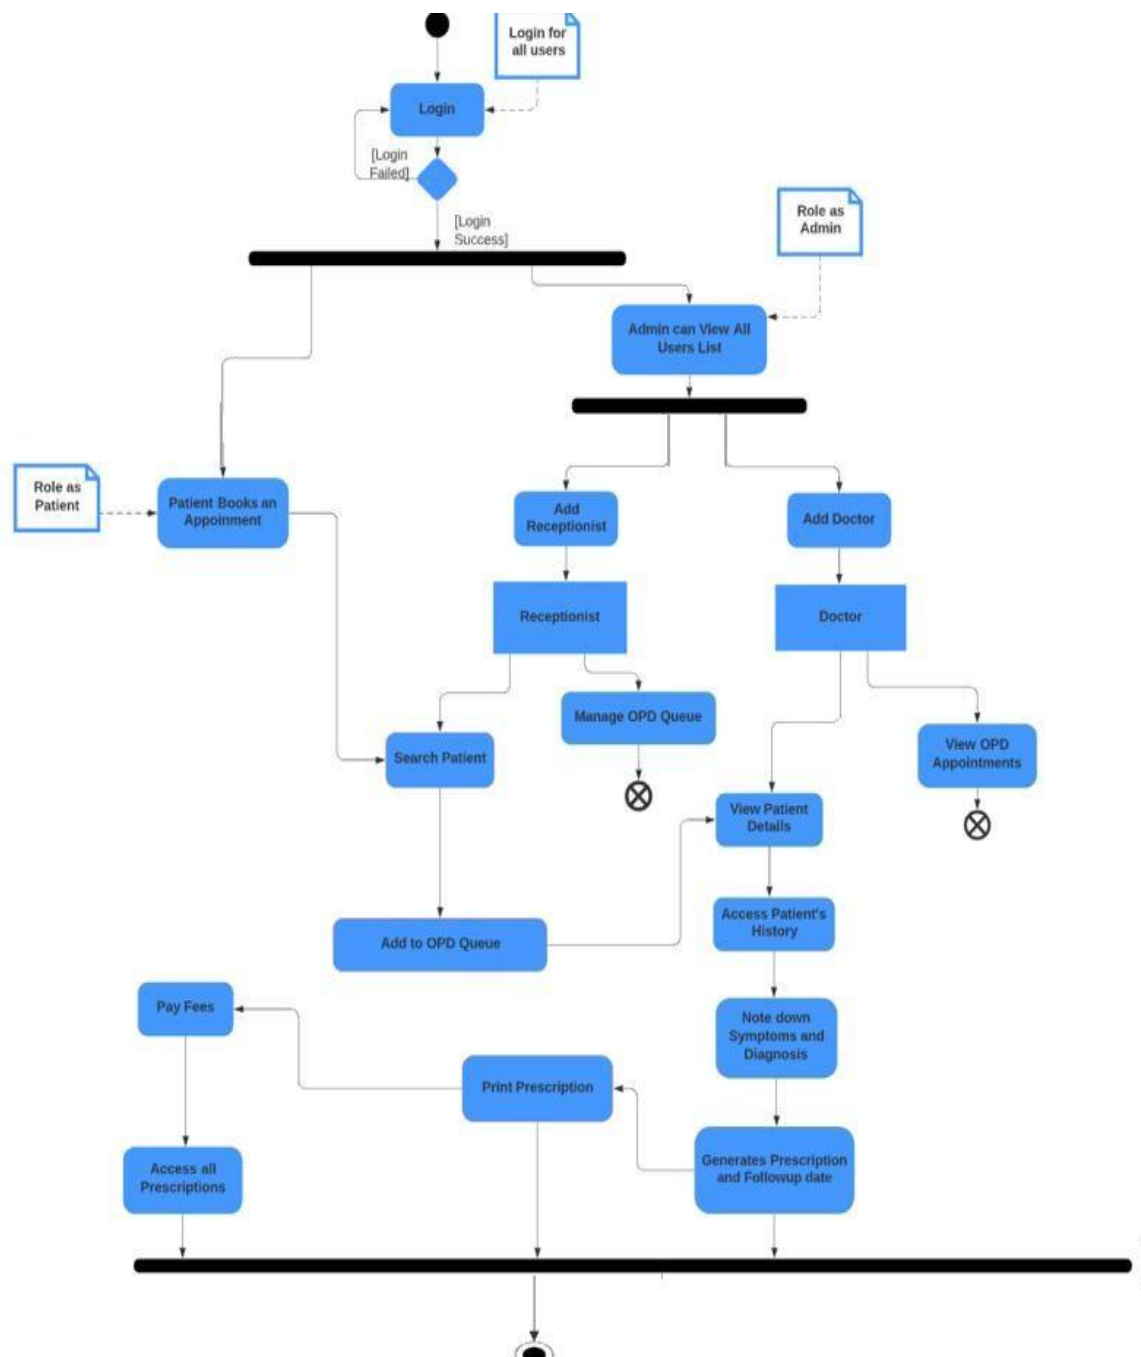 Login for
all users
Login
[Login
Failed]
[Login
Success]
Role as
Admin
Admin can View All
Users List
Role as
Patient
Patient Books an
Appoinment
Add
Receptionist
Add Doctor
Receptionist
Doctor
Manage OPD Queue
Search Patient
View OPD
Appointments
View Patient
Details
Access Patient's
History
Add to OPD Queue
Pay Fees
Note down
Symptoms and
Diagnosis
Print Prescription
Generates Prescription
and Followup date
Access all
Prescriptions